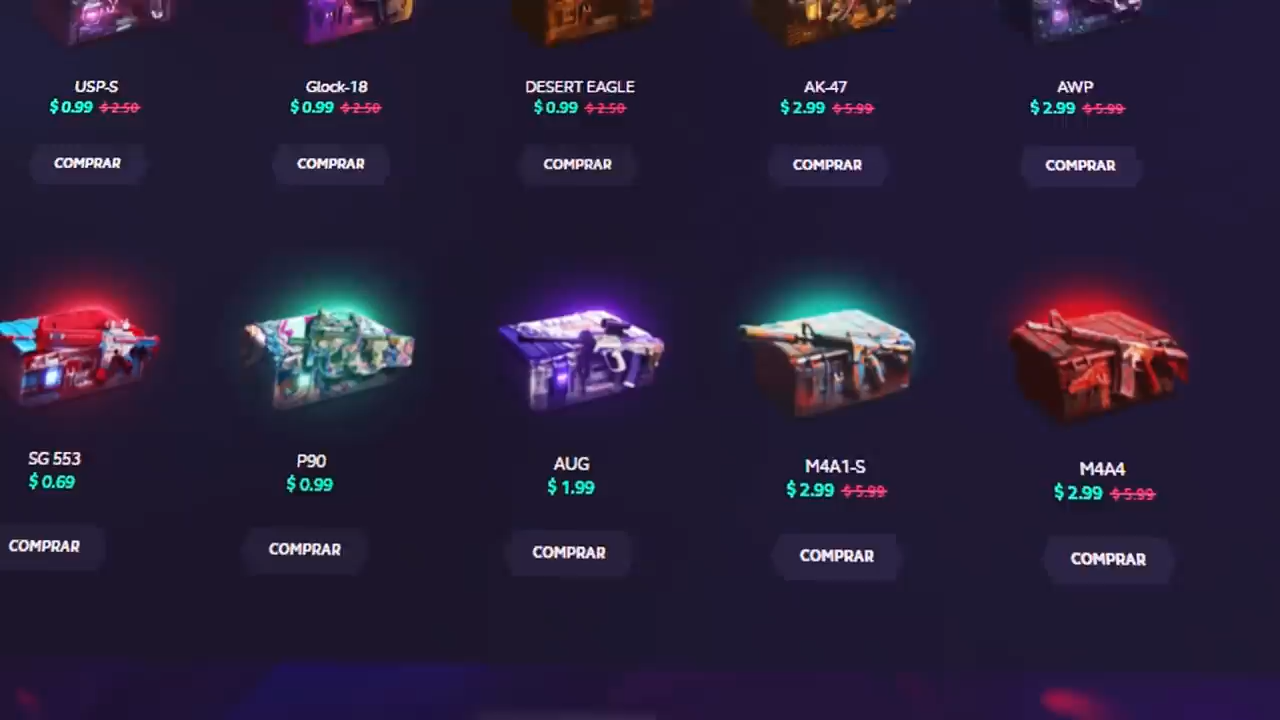 USP-S
$ 0.99 $ 2.50
COMPRAR
Glock-18
$ 0.99 $ 2.50
COMPRAR
DESERT EAGLE
$ 0.99 $ 2.50
COMPRAR
AK-47
$ 2.99 $ 5.99
COMPRAR
AWP
$ 2.99 $ 5.99
COMPRAR
SG 553
$ 0.69
COMPRAR
P90
$ 0.99
COMPRAR
AUG
$ 1.99
COMPRAR
M4A1-S
$ 2.99 $ 5.99
COMPRAR
M4A4
$ 2.99 $ 5.99
COMPRAR